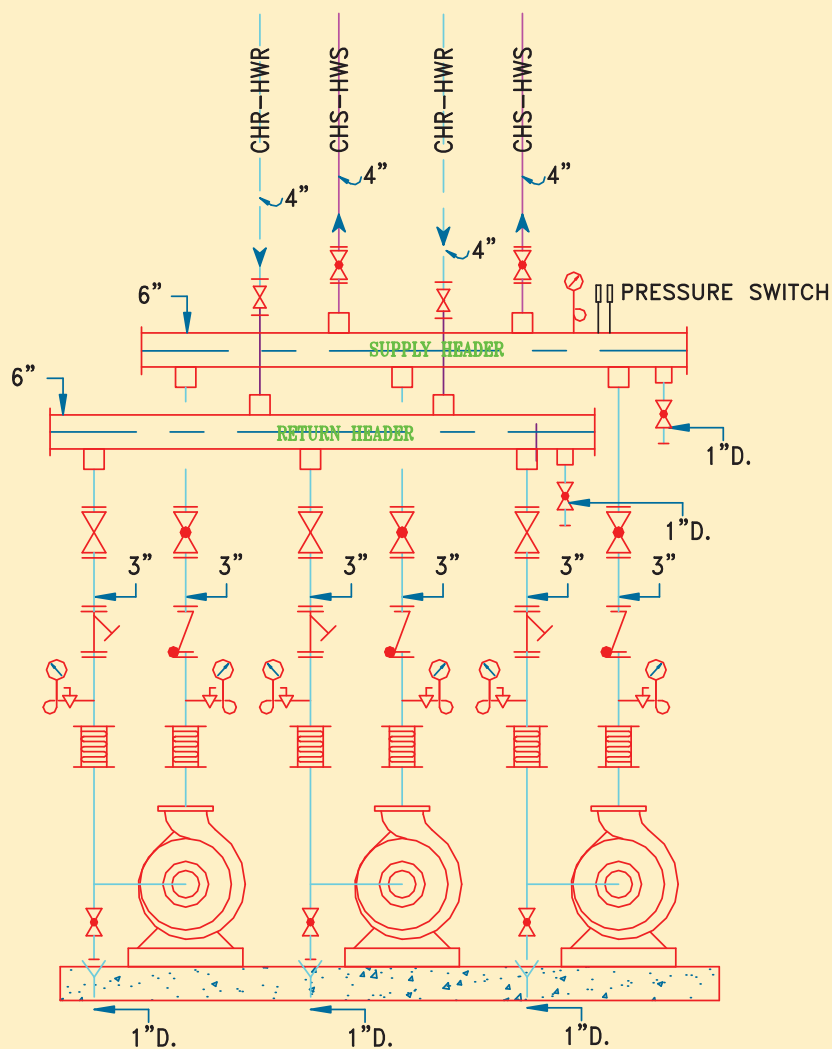 CHR-HWR
CHS-HWS
CHR-HWR
CHS-HWS
4”
4”
4”
4”
6”
PRESSURE SWITCH
SUPPLY HEADER
6”
RETURN HEADER
1”D.
1”D.
3”
3”
3”
3”
3”
3”
1”D.
1”D.
1”D.